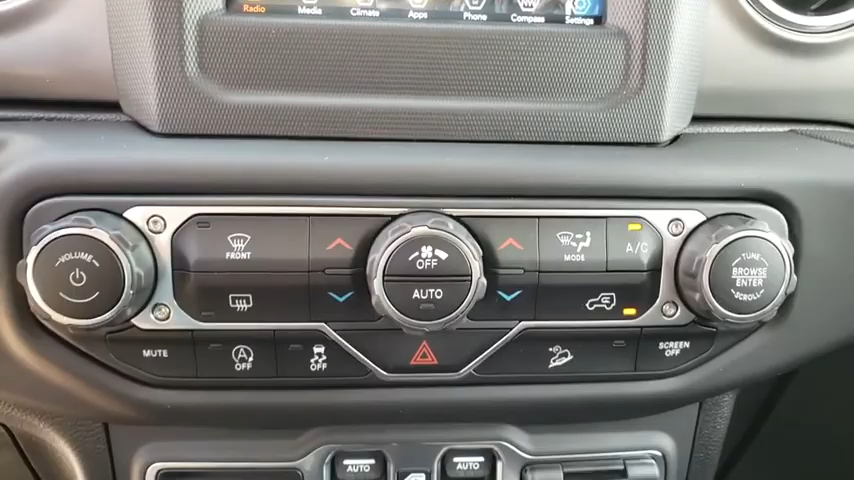 Radio Media Climate Apps Phone Compass Settings
VOLUME
FRONT
OFF
AUTO
MODE
A/C
TUNE
BROWSE
ENTER
SCROLL
MUTE
A
OFF
OFF
SCREEN
OFF
AUTO
AUTO